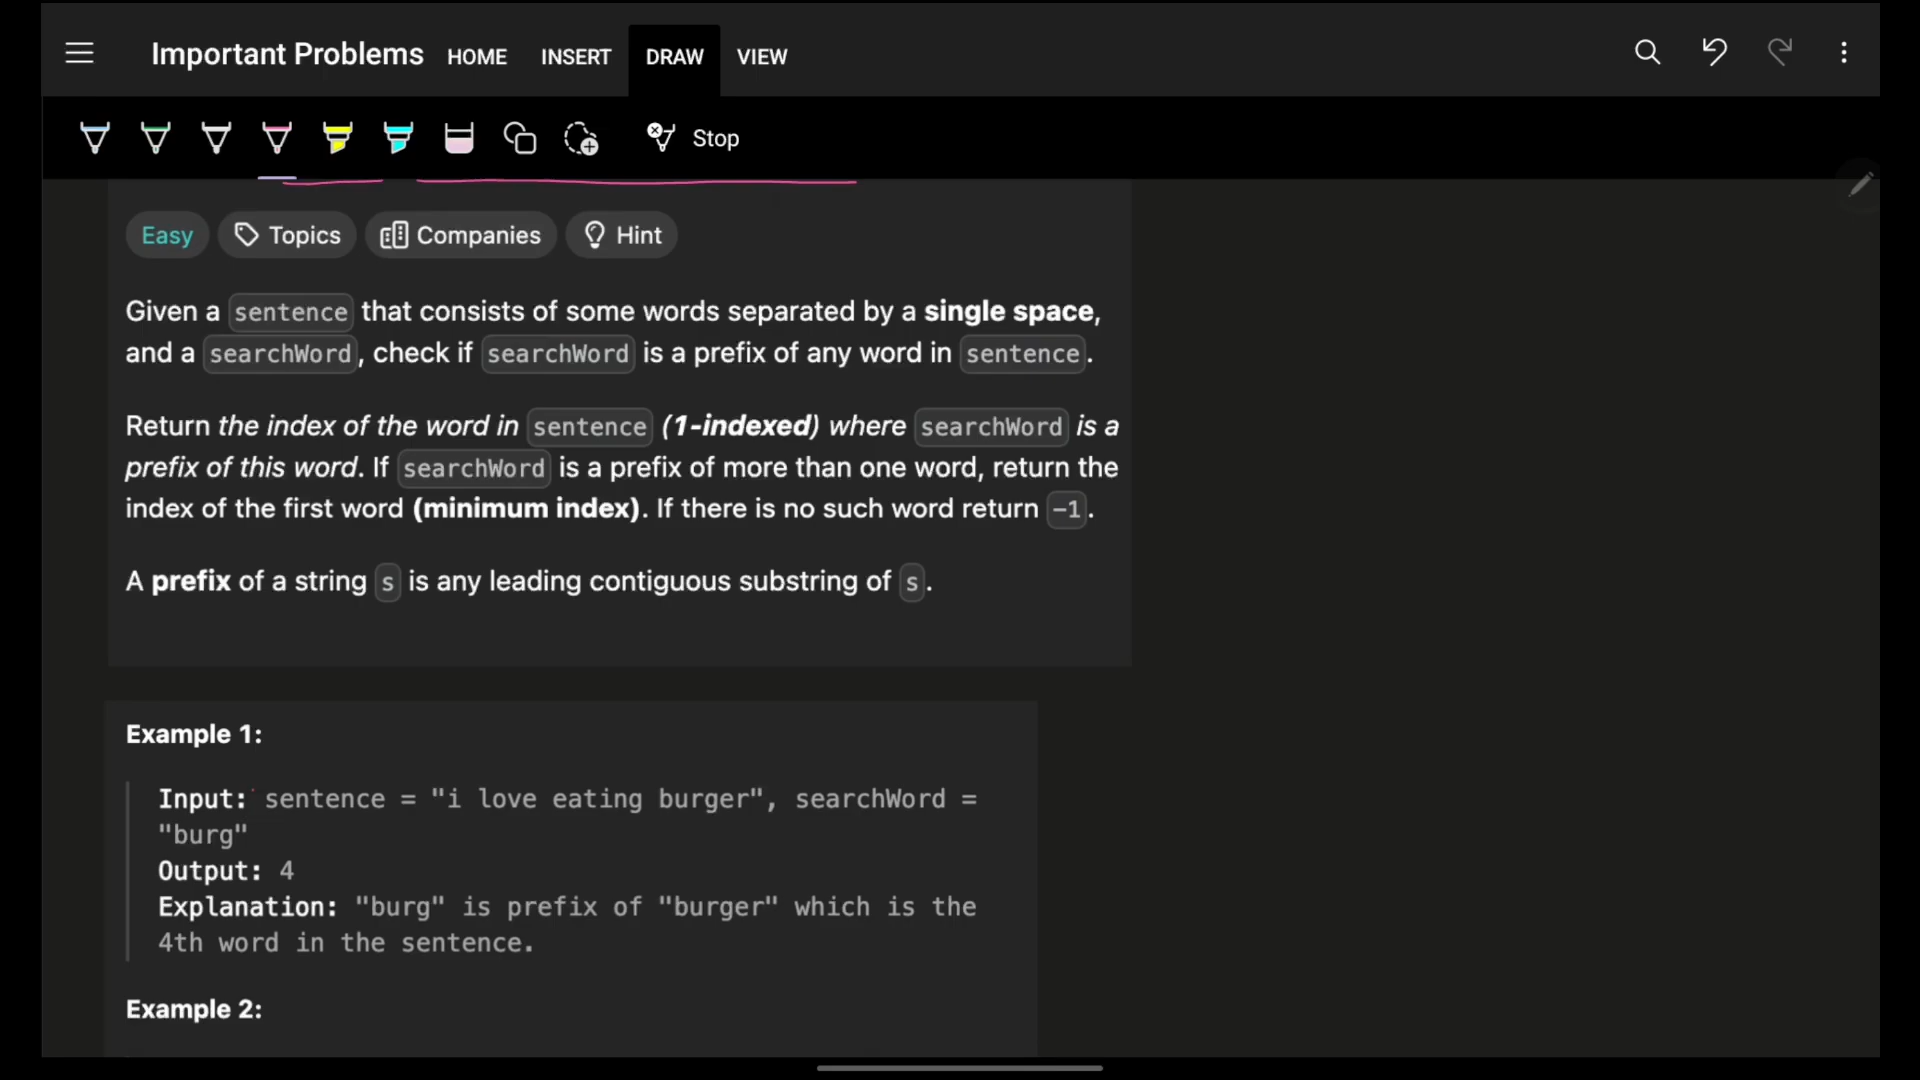 Important Problems HOME INSERT DRAW VIEW
Stop
Easy Topics Companies Hint
Given a sentence that consists of some words separated by a single space,
and a searchWord, check if searchWord is a prefix of any word in sentence.
Return the index of the word in sentence (1-indexed) where searchWord is a
prefix of this word. If searchWord is a prefix of more than one word, return the
index of the first word (minimum index). If there is no such word return -1.
A prefix of a string s is any leading contiguous substring of s.
Example 1:
Input: sentence = "i love eating burger", searchWord =
"burg"
Output: 4
Explanation: "burg" is prefix of "burger" which is the
4th word in the sentence.
Example 2: